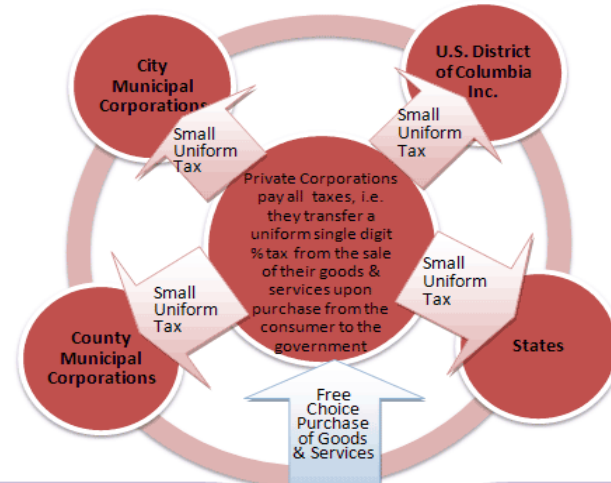 City
Municipal
Corporations
U.S. District
of Columbia
Inc.
Small
Uniform
Tax
Small
Uniform
Tax
Private Corporations
pay all taxes, i.e.
they transfer a
uniform single digit
% tax from the sale
of their goods &
services upon
purchase from the
consumer to the
government
Small
Uniform
Tax
Small
Uniform
Tax
County
Municipal
Corporations
States
Free
Choice
Purchase
of Goods
& Services